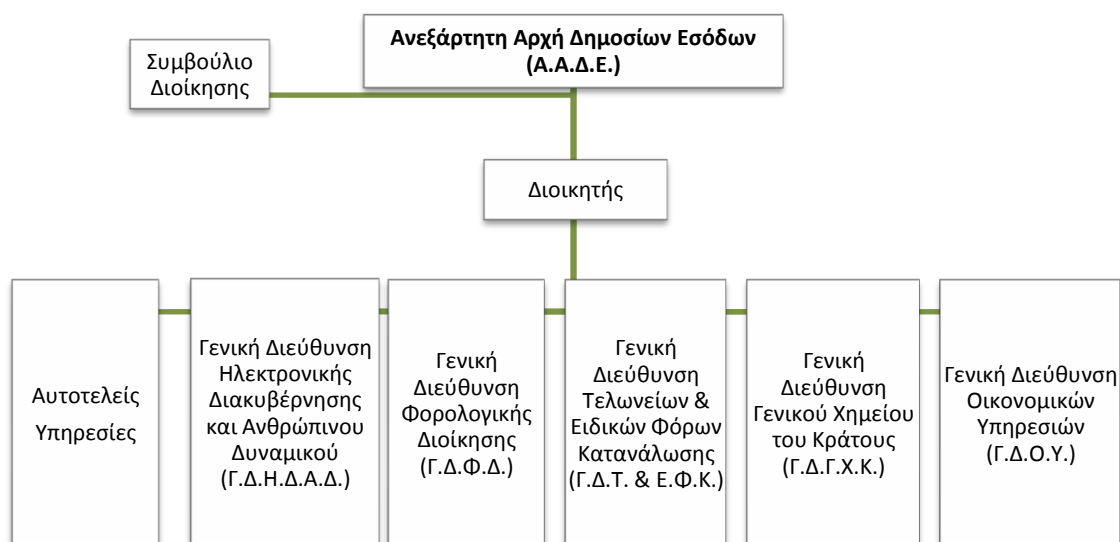 Ανεξάρτητη Αρχή Δημοσίων Εσόδων
(Α.Α.Δ.Ε.)
Συμβούλιο
Διοίκησης
Διοικητής
Αυτοτελείς
Υπηρεσίες
Γενική Διεύθυνση
Ηλεκτρονικής
Διακυβέρνησης
και Ανθρώπινου
Δυναμικού
(Γ.Δ.Η.Δ.Α.Δ.)
Γενική
Διεύθυνση
Φορολογικής
Διοίκησης
(Γ.Δ.Φ.Δ.)
Γενική
Διεύθυνση
Τελωνείων &
Ειδικών Φόρων
Κατανάλωσης
(Γ.Δ.Τ. & Ε.Φ.Κ.)
Γενική
Διεύθυνση
Γενικού Χημείου
του Κράτους
(Γ.Δ.Γ.Χ.Κ.)
Γενική Διεύθυνση
Οικονομικών
Υπηρεσιών
(Γ.Δ.Ο.Υ.)